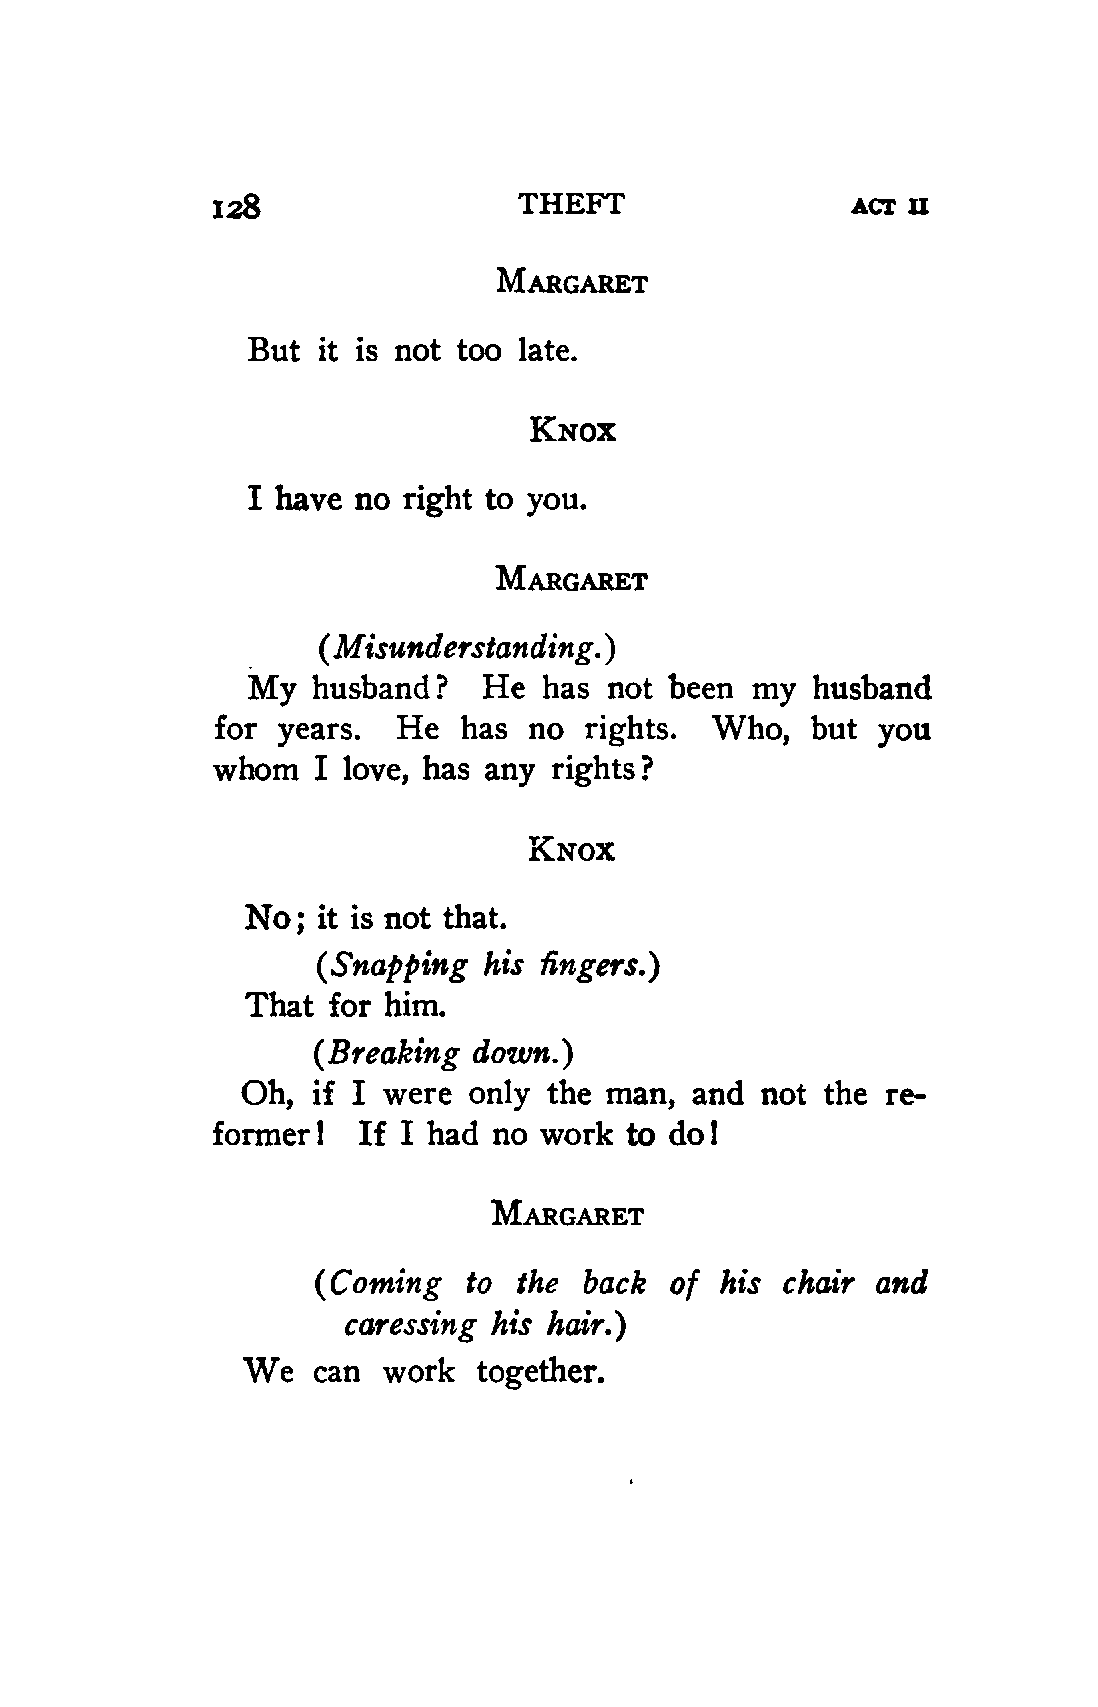 128 THEFT ACT II
MARGARET
But it is not too late.
KNOX
I have no right to you.
MARGARET
(Misunderstanding.)
My husband? He has not been my husband
for years. He has no rights. Who, but you
whom I love, has any rights?
KNOX
No; it is not that.
(Snapping his fingers.)
That for him.
(Breaking down.)
Oh, if I were only the man, and not the re-
former! If I had no work to do!
MARGARET
(Coming to the back of his chair and
caressing his hair.)
We can work together.